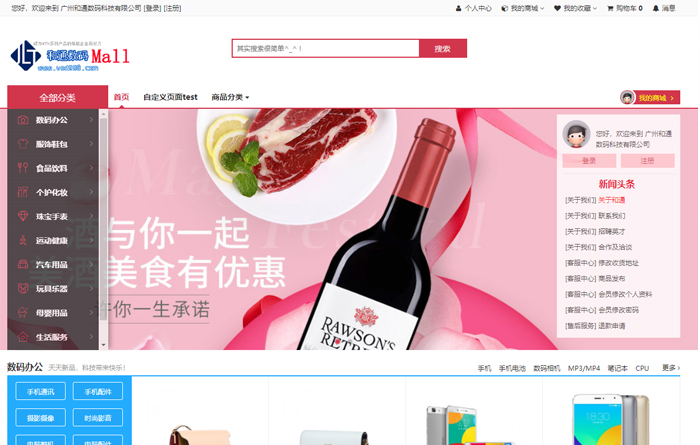 您好，欢迎来到 广州和通数码科技有限公司 [登录] [注册]
个人中心 我的商城 我的收藏 购物车 0 消息
和通数码 Mall
其实搜索很简单^_^！ 搜索
全部分类 首页 自定义页面test 商品分类 我的商城
数码办公
服饰鞋包
食品饮料
个护化妆
珠宝手表
运动健康
汽车用品
玩具乐器
母婴用品
生活服务
酒与你一起
美酒美食有优惠
许你一生承诺
RAWSON'S
您好，欢迎来到 广州和通
数码科技有限公司
登录 注册
新闻头条
[关于我们] 关于和通
[关于我们] 联系我们
[关于我们] 招聘英才
[关于我们] 合作及洽谈
[客服中心] 修改收货地址
[客服中心] 商品发布
[客服中心] 会员修改个人资料
[客服中心] 会员修改密码
[售后服务] 退款申请
数码办公 天天新品，科技带来快乐！ 手机 手机电池 数码相机 MP3/MP4 笔记本 CPU 更多
手机通讯 手机配件
摄影摄像 时尚影音